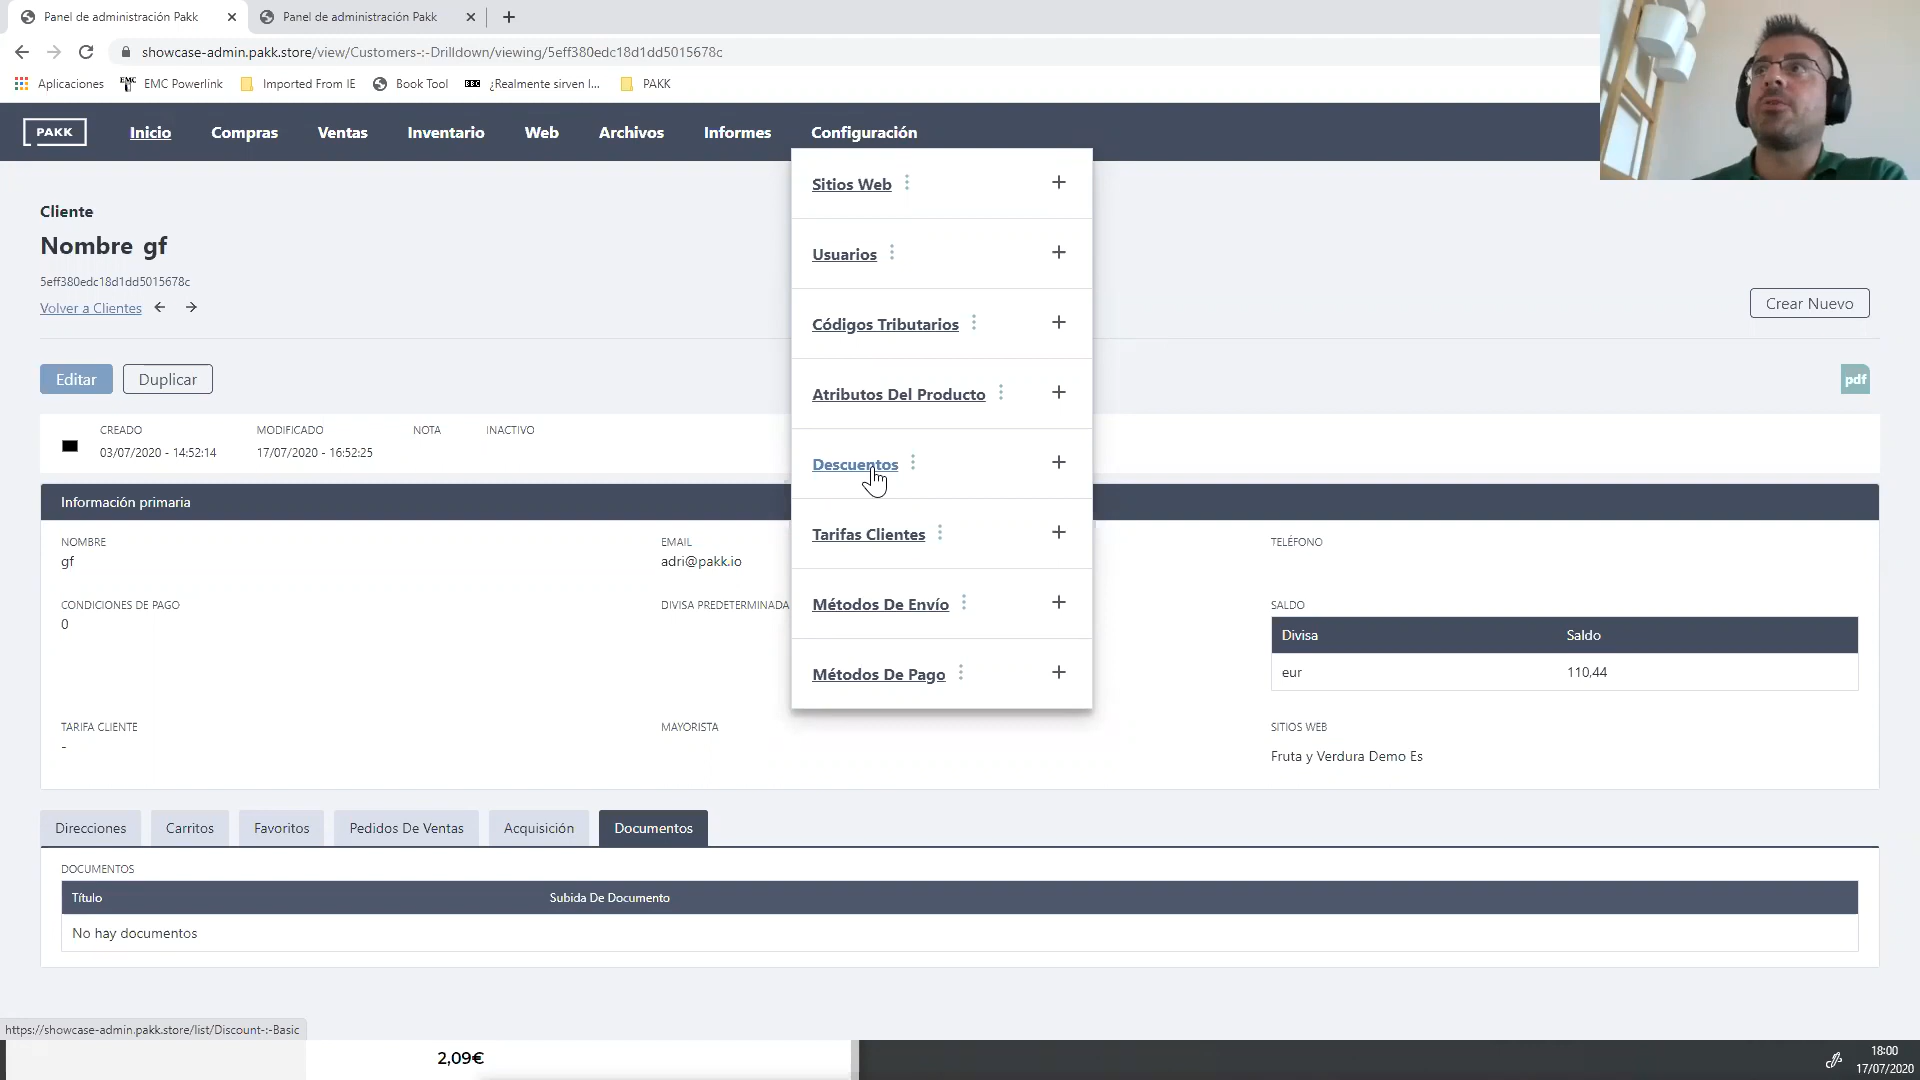 Panel de administración Pakk
Panel de administración Pakk
showcase-admin.pakk.store/view/Customers-:-Drilldown/viewing/5eff380edc18d1dd5015678c
Aplicaciones
EMC
EMC Powerlink
Imported From IE
Book Tool
BBC
¿Realmente sirven l...
PAKK
PAKK
Inicio
Compras
Ventas
Inventario
Web
Archivos
Informes
Configuración
Sitios Web
Usuarios
Códigos Tributarios
Atributos Del Producto
Descuentos
Tarifas Clientes
Métodos De Envío
Métodos De Pago
Cliente
Nombre gf
5eff380edc18d1dd5015678c
Volver a Clientes
Crear Nuevo
Editar
Duplicar
pdf
CREADO
03/07/2020 - 14:52:14
MODIFICADO
17/07/2020 - 16:52:25
NOTA
INACTIVO
Información primaria
NOMBRE
gf
EMAIL
adri@pakk.io
TELÉFONO
CONDICIONES DE PAGO
0
DIVISA PREDETERMINADA
SALDO
Divisa Saldo
eur 110,44
TARIFA CLIENTE
-
MAYORISTA
SITIOS WEB
Fruta y Verdura Demo Es
Direcciones
Carritos
Favoritos
Pedidos De Ventas
Acquisición
Documentos
DOCUMENTOS
Título Subida De Documento
No hay documentos
https://showcase-admin.pakk.store/list/Discount-:-Basic
2,09€
18:00
17/07/2020